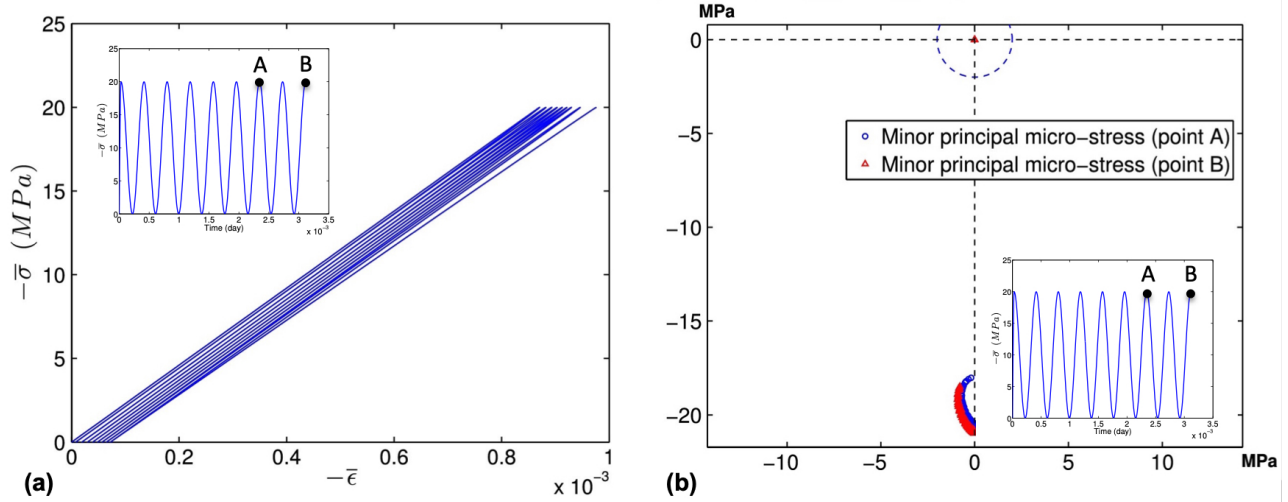 25
20
15
10
5
0
−σ̅ (MPa)
0
0.2
0.4
0.6
0.8
1
x 10⁻³
−ϵ̅
(a)
25
20
15
10
5
0
−σ̅ (MPa)
A
B
0
0.5
1
1.5
2
2.5
3
3.5
Time (day)
x 10⁻³
MPa
0
−5
−10
−15
−20
Minor principal micro−stress (point A)
Minor principal micro−stress (point B)
25
20
15
10
5
0
−σ̅ (MPa)
A
B
0
0.5
1
1.5
2
2.5
3
3.5
Time (day)
x 10⁻³
−10
−5
0
5
10
MPa
(b)